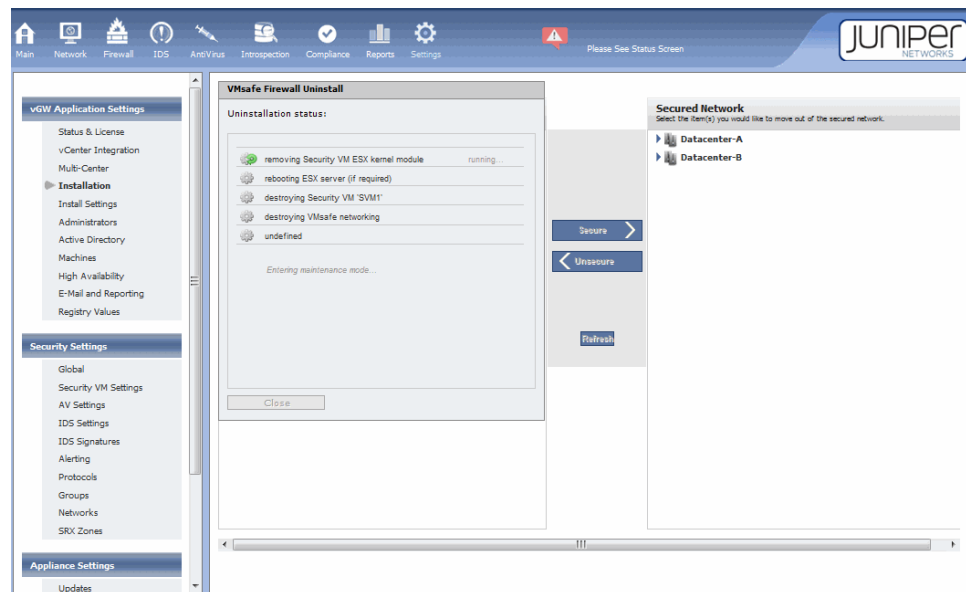 Main Network Firewall IDS AntiVirus Introspection Compliance Reports Settings
Please See Status Screen
JUNIPER
NETWORKS
vGW Application Settings
Status & License
vCenter Integration
Multi-Center
Installation
Install Settings
Administrators
Active Directory
Machines
High Availability
E-Mail and Reporting
Registry Values
Security Settings
Global
Security VM Settings
AV Settings
IDS Settings
IDS Signatures
Alerting
Protocols
Groups
Networks
SRX Zones
Appliance Settings
Updates
VMsafe Firewall Uninstall
Uninstallation status:
removing Security VM ESX kernel module running...
rebooting ESX server (if required)
destroying Security VM 'SVM1'
destroying VMsafe networking
undefined
Entering maintenance mode...
Close
Secure
Unsecure
Refresh
Secured Network
Select the item(s) you would like to move out of the secured network.
Datacenter-A
Datacenter-B